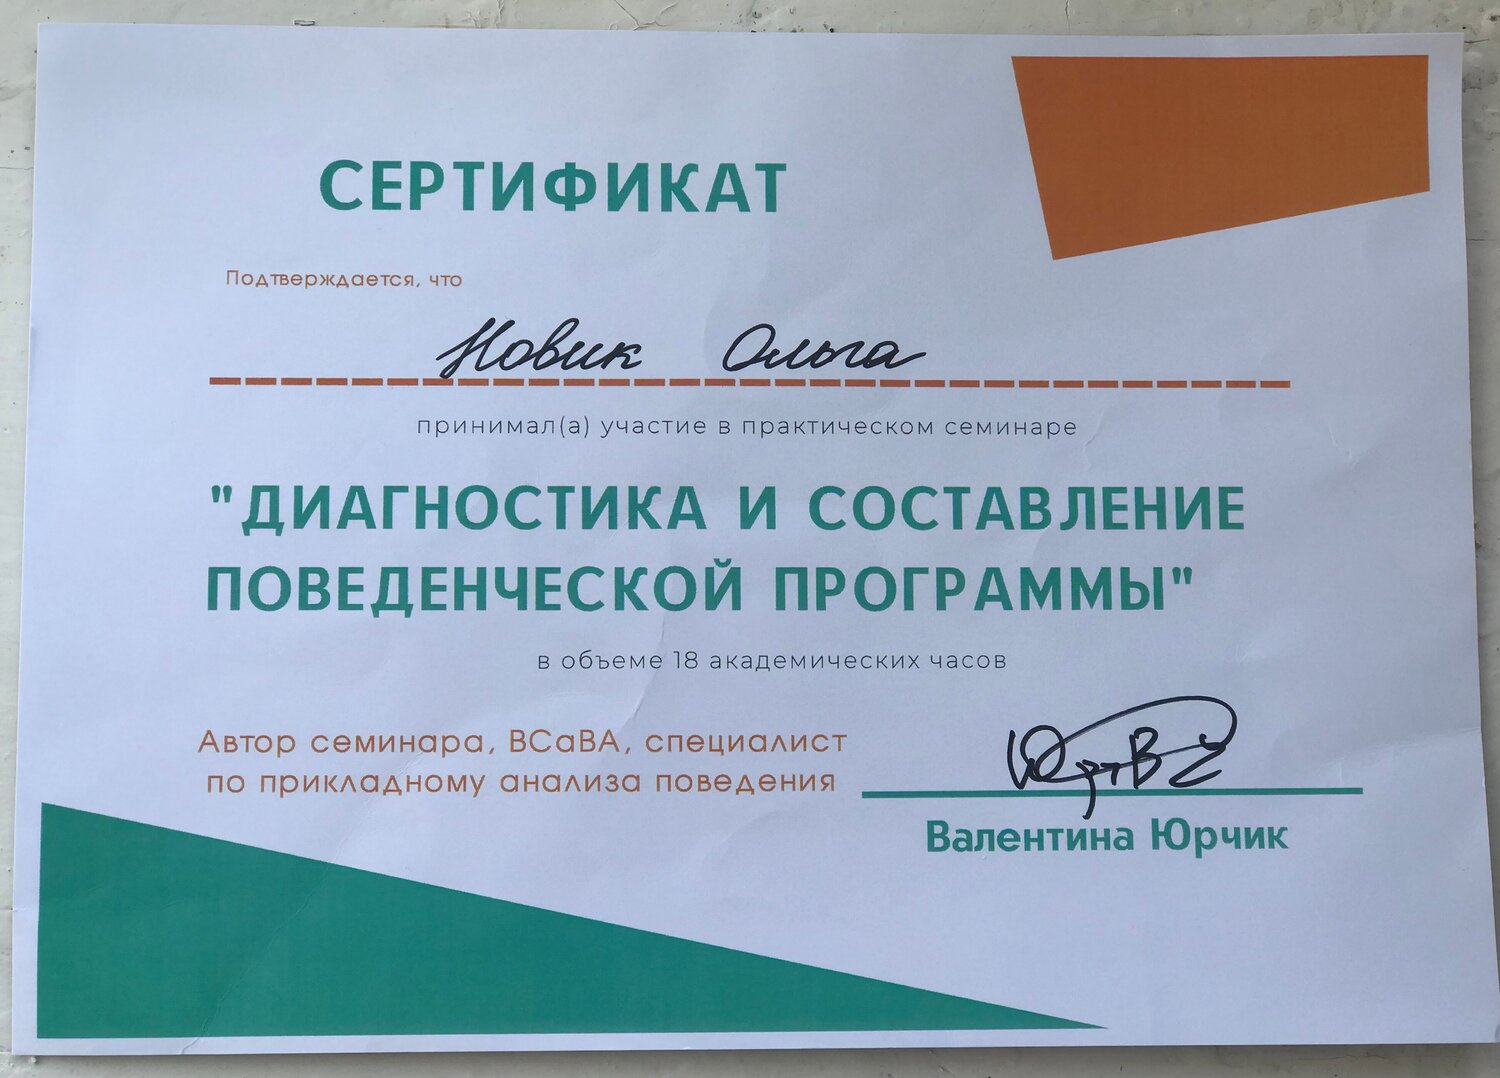 СЕРТИФИКАТ
Подтверждается, что
Новик Ольга
принимал(а) участие в практическом семинаре
"ДИАГНОСТИКА И СОСТАВЛЕНИЕ
ПОВЕДЕНЧЕСКОЙ ПРОГРАММЫ"
в объеме 18 академических часов
Автор семинара, BCaBA, специалист
по прикладному анализа поведения
Валентина Юрчик